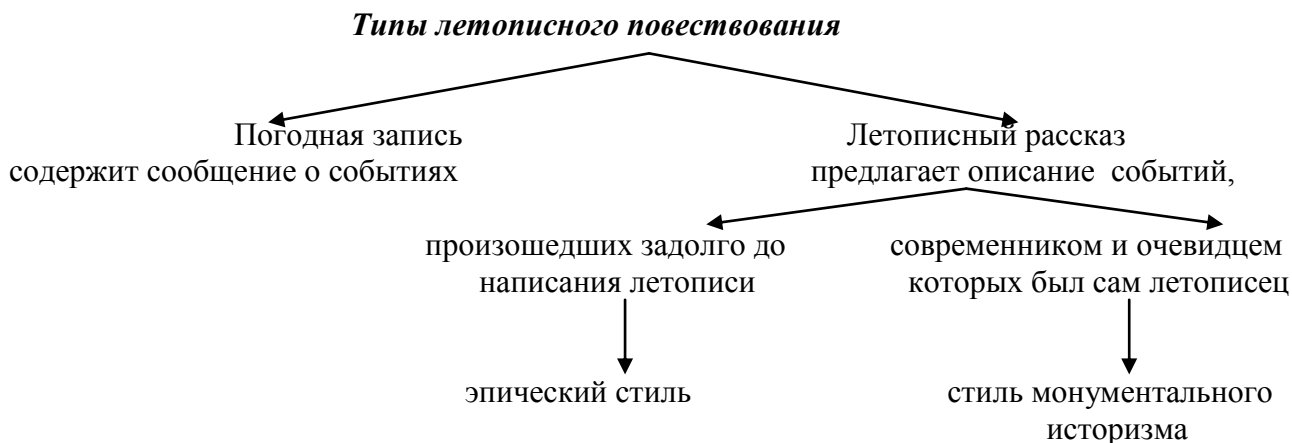 Типы летописного повествования
Погодная запись
содержит сообщение о событиях
Летописный рассказ
предлагает описание событий,
произошедших задолго до
написания летописи
современником и очевидцем
которых был сам летописец
эпический стиль
стиль монументального
историзма